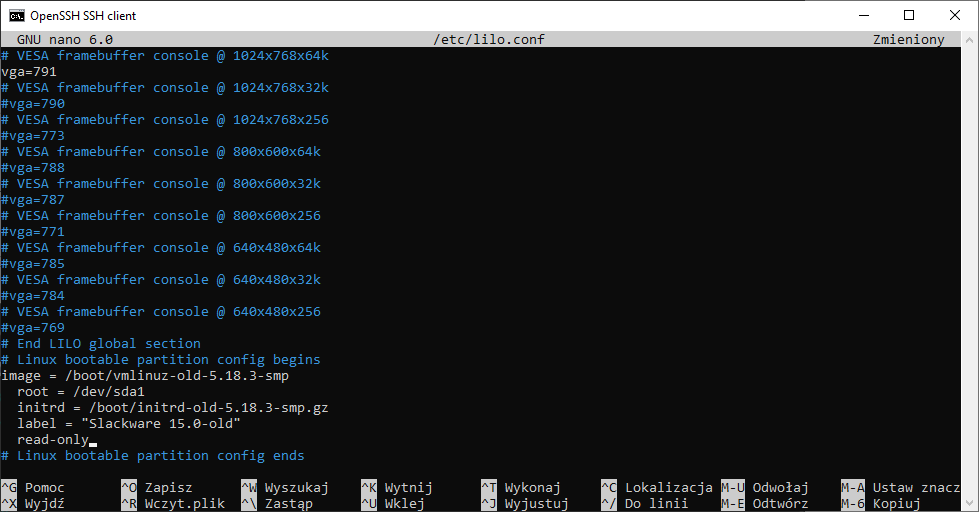 OpenSSH SSH client
GNU nano 6.0 /etc/lilo.conf Zmieniony
# VESA framebuffer console @ 1024x768x64k
vga=791
# VESA framebuffer console @ 1024x768x32k
#vga=790
# VESA framebuffer console @ 1024x768x256
#vga=773
# VESA framebuffer console @ 800x600x64k
#vga=788
# VESA framebuffer console @ 800x600x32k
#vga=787
# VESA framebuffer console @ 800x600x256
#vga=771
# VESA framebuffer console @ 640x480x64k
#vga=785
# VESA framebuffer console @ 640x480x32k
#vga=784
# VESA framebuffer console @ 640x480x256
#vga=769
# End LILO global section
# Linux bootable partition config begins
image = /boot/vmlinuz-old-5.18.3-smp
  root = /dev/sda1
  initrd = /boot/initrd-old-5.18.3-smp.gz
  label = "Slackware 15.0-old"
  read-only
# Linux bootable partition config ends
^G Pomoc ^O Zapisz ^W Wyszukaj ^K Wytnij ^T Wykonaj ^C Lokalizacja M-U Odwołaj M-A Ustaw znacz
^X Wyjdź ^R Wczyt.plik ^\ Zastąp ^U Wklej ^J Wyjustuj ^/ Do linii M-E Odtwórz M-6 Kopiuj